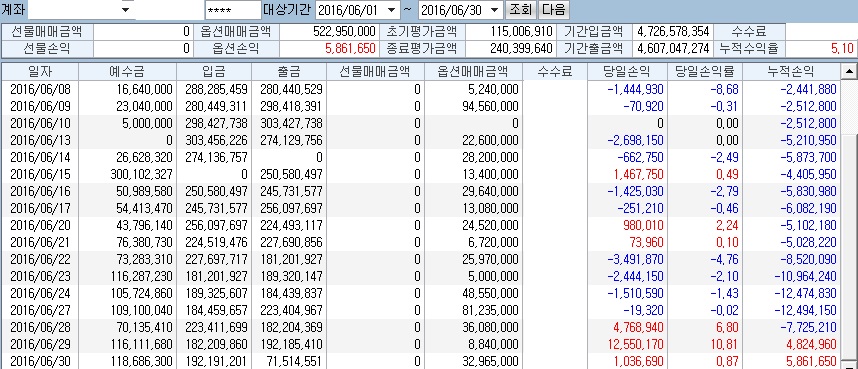 계좌 **** 대상기간 2016/06/01 ~ 2016/06/30 조회 다음
선물매매금액 0 옵션매매금액 522,950,000 초기평가금액 115,006,910 기간입금액 4,726,578,354 수수료
선물손익 0 옵션손익 5,861,650 종료평가금액 240,399,640 기간출금액 4,607,047,274 누적수익률 5,10
일자 예수금 입금 출금 선물매매금액 옵션매매금액 수수료 당일손익 당일손익률 누적손익
2016/06/08 16,640,000 288,285,459 280,440,529 0 5,240,000 -1,444,930 -8,68 -2,441,880
2016/06/09 23,040,000 280,449,311 298,418,391 0 94,560,000 -70,920 -0,31 -2,512,800
2016/06/10 5,000,000 298,427,738 303,427,738 0 0 0 0,00 -2,512,800
2016/06/13 0 303,456,226 274,129,756 0 22,600,000 -2,698,150 0,00 -5,210,950
2016/06/14 26,628,320 274,136,757 0 0 28,200,000 -662,750 -2,49 -5,873,700
2016/06/15 300,102,327 0 250,580,497 0 13,400,000 1,467,750 0,49 -4,405,950
2016/06/16 50,989,580 250,580,497 245,731,577 0 29,640,000 -1,425,030 -2,79 -5,830,980
2016/06/17 54,413,470 245,731,577 256,097,697 0 13,080,000 -251,210 -0,46 -6,082,190
2016/06/20 43,796,140 256,097,697 224,493,117 0 24,520,000 980,010 2,24 -5,102,180
2016/06/21 76,380,730 224,519,476 227,690,856 0 6,720,000 73,960 0,10 -5,028,220
2016/06/22 73,283,310 227,697,717 181,201,927 0 25,970,000 -3,491,870 -4,76 -8,520,090
2016/06/23 116,287,230 181,201,927 189,320,147 0 5,000,000 -2,444,150 -2,10 -10,964,240
2016/06/24 105,724,860 189,325,607 184,439,837 0 48,550,000 -1,510,590 -1,43 -12,474,830
2016/06/27 109,100,040 184,459,657 223,404,967 0 81,235,000 -19,320 -0,02 -12,494,150
2016/06/28 70,135,410 223,411,699 182,204,369 0 36,080,000 4,768,940 6,80 -7,725,210
2016/06/29 116,111,680 182,209,860 192,185,410 0 8,840,000 12,550,170 10,81 4,824,960
2016/06/30 118,686,300 192,191,201 71,514,551 0 32,965,000 1,036,690 0,87 5,861,650